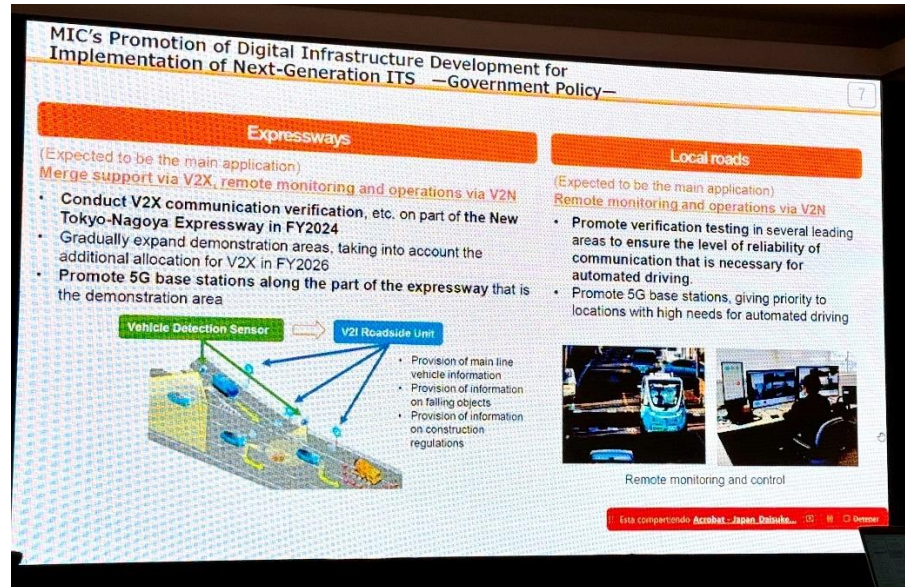 MIC's Promotion of Digital Infrastructure Development for
Implementation of Next-Generation ITS —Government Policy—
7
Expressways
(Expected to be the main application)
Merge support via V2X, remote monitoring and operations via V2N
• Conduct V2X communication verification, etc. on part of the New
Tokyo-Nagoya Expressway in FY2024
• Gradually expand demonstration areas, taking into account the
additional allocation for V2X in FY2026
• Promote 5G base stations along the part of the expressway that is
the demonstration area
Vehicle Detection Sensor
V2I Roadside Unit
• Provision of main line
vehicle information
• Provision of information
on falling objects
• Provision of information
on construction
regulations
Local roads
(Expected to be the main application)
Remote monitoring and operations via V2N
• Promote verification testing in several leading
areas to ensure the level of reliability of
communication that is necessary for
automated driving.
• Promote 5G base stations, giving priority to
locations with high needs for automated driving
Remote monitoring and control
Esta compartiendo Acrobat - Japan_Daisuke... Detener